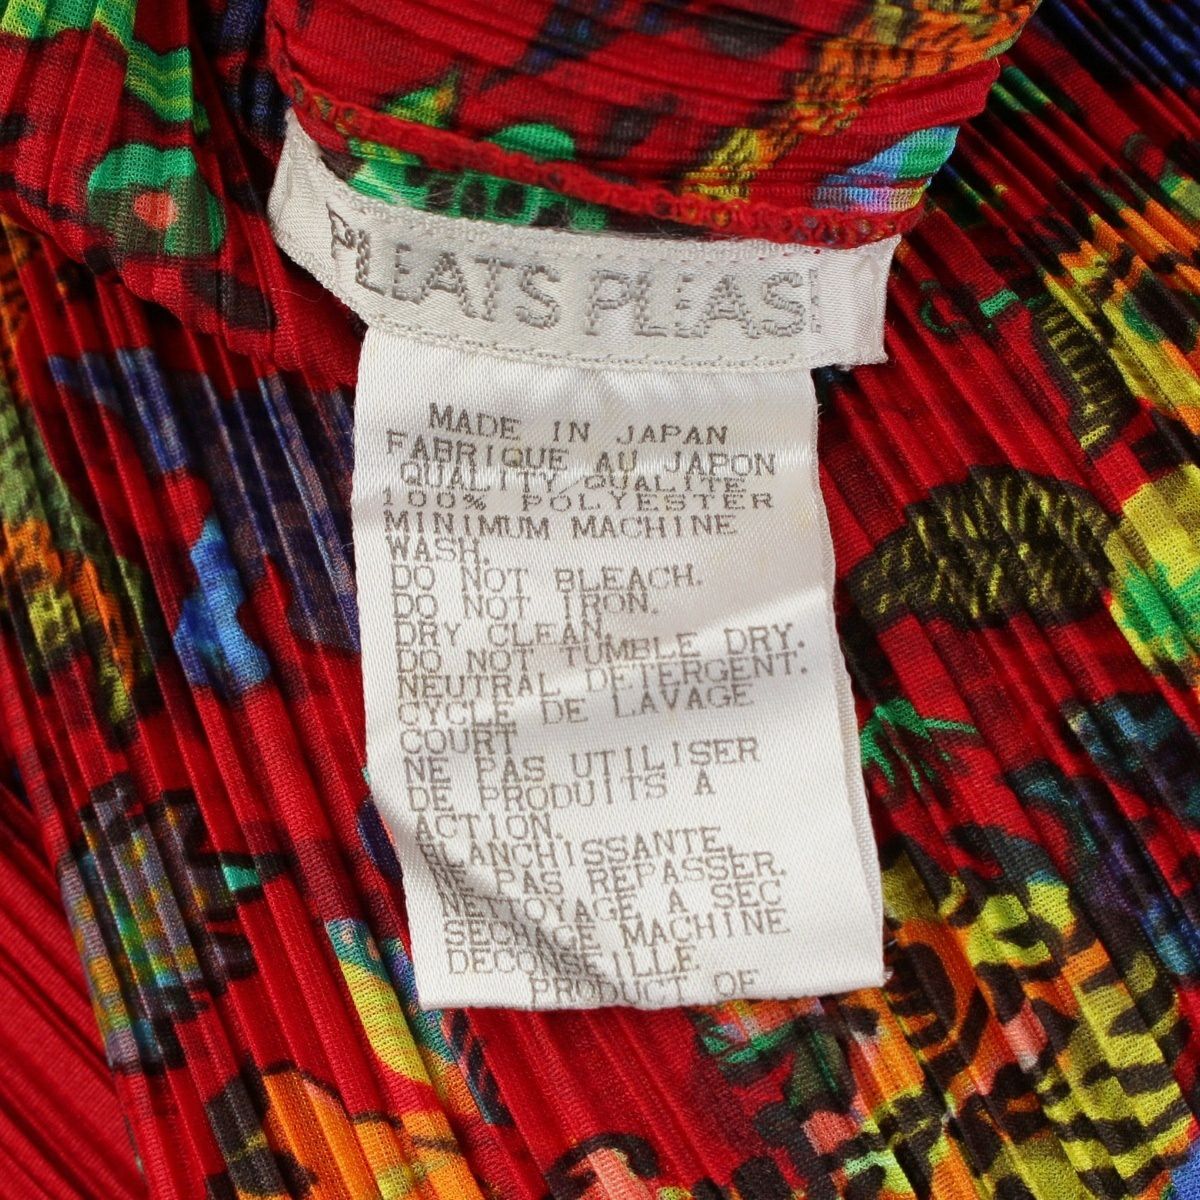 PLEATS PLEAS
MADE IN JAPAN
FABRIQUE AU JAPON
QUALITY QUALITE
100% POLYESTER
MINIMUM MACHINE
WASH.
DO NOT BLEACH.
DO NOT IRON.
DRY CLEAN.
DO NOT TUMBLE DRY.
NEUTRAL DETERGENT.
CYCLE DE LAVAGE
COURT
NE PAS UTILISER
DE PRODUITS A
ACTION.
BLANCHISSANTE.
NE PAS REPASSER.
NETTOYAGE A SEC
SECHAGE MACHINE
DECONSEILLE
PRODUCT OF